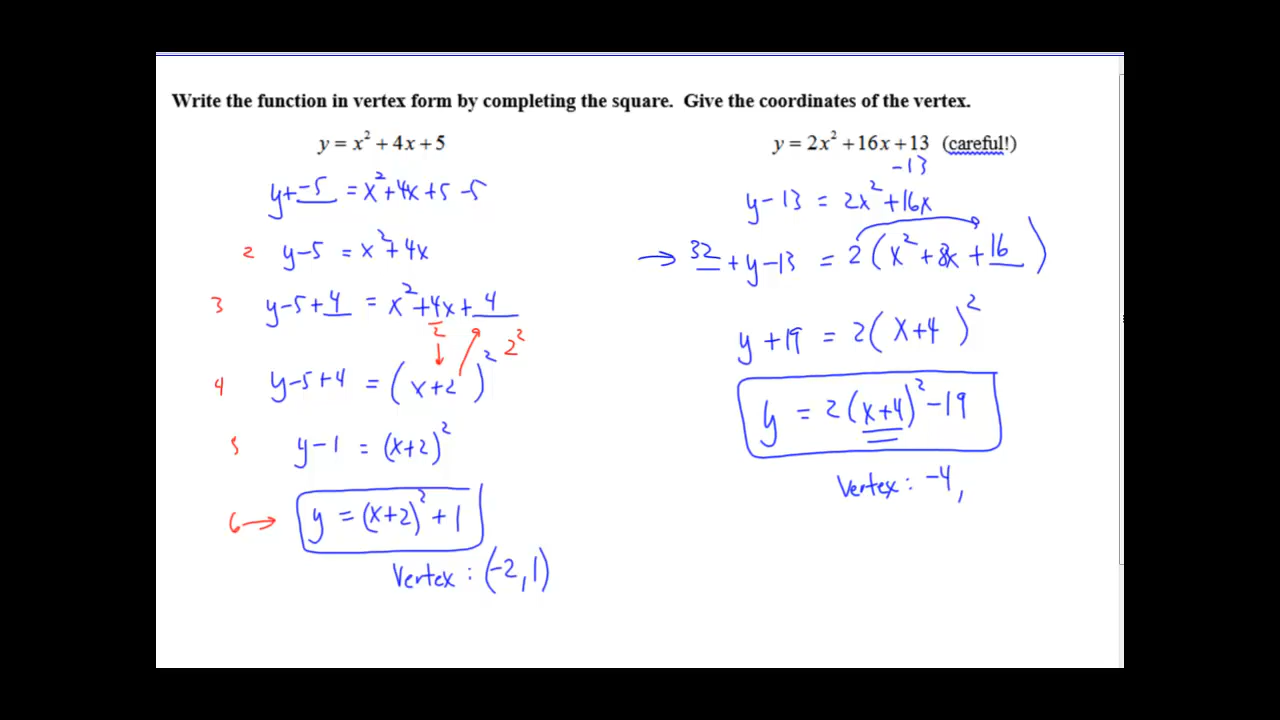 Write the function in vertex form by completing the square. Give the coordinates of the vertex.
y = x² + 4x + 5
y + -5 = x² + 4x + 5 -5
2 y - 5 = x² + 4x
3 y - 5 + 4 = x² + 4x + 4
2
2²
4 y - 5 + 4 = (x + 2)²
5 y - 1 = (x + 2)²
6 → y = (x + 2)² + 1
Vertex : (-2, 1)
y = 2x² + 16x + 13 (careful!)
-13
y - 13 = 2x² + 16x
→ 32 + y - 13 = 2(x² + 8x + 16)
y + 19 = 2(x + 4)²
y = 2(x + 4)² - 19
Vertex : -4,